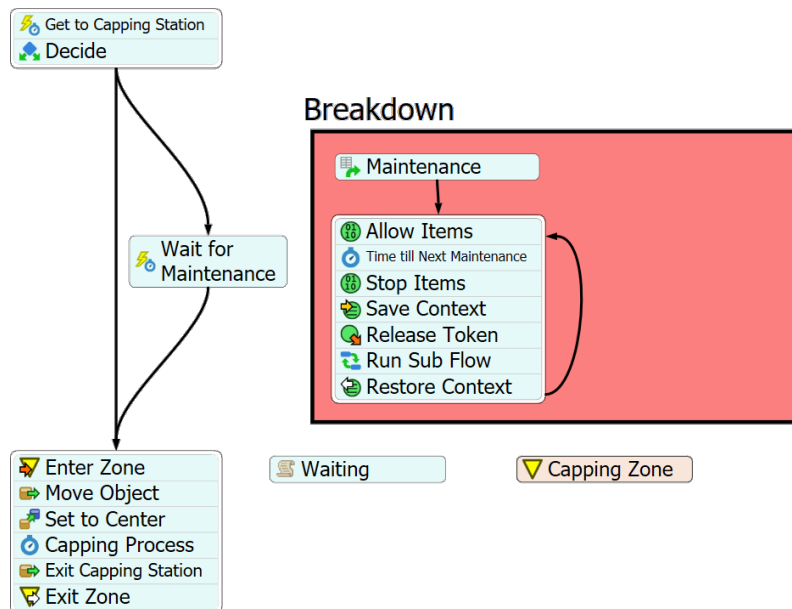 Get to Capping Station
Decide
Breakdown
Maintenance
Wait for
Maintenance
Allow Items
Time till Next Maintenance
Stop Items
Save Context
Release Token
Run Sub Flow
Restore Context
Enter Zone
Move Object
Set to Center
Capping Process
Exit Capping Station
Exit Zone
Waiting
Capping Zone